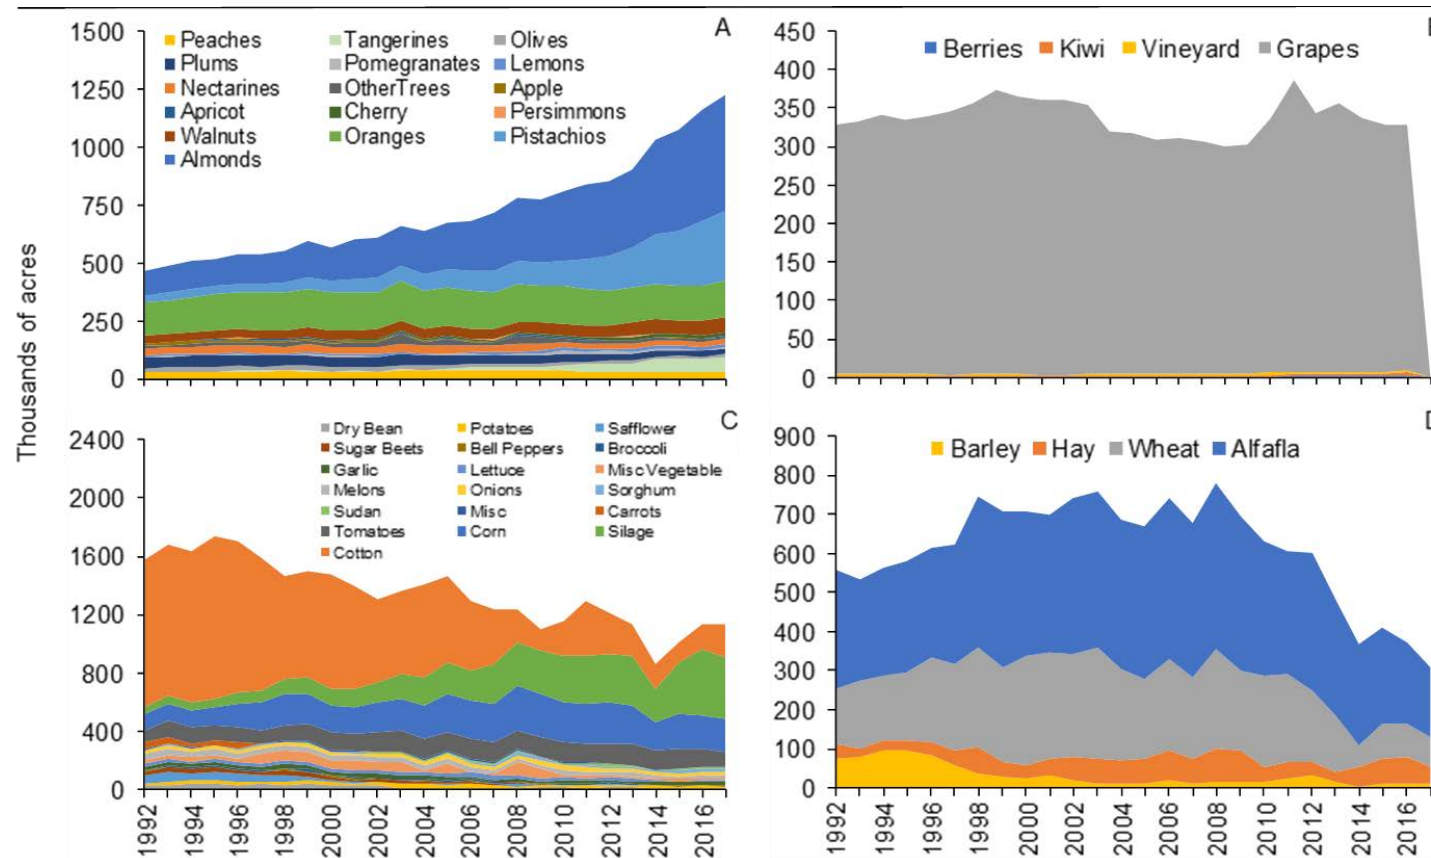 Thousands of acres
A
Peaches Tangerines Olives
Plums Pomegranates Lemons
Nectarines OtherTrees Apple
Apricot Cherry Persimmons
Walnuts Oranges Pistachios
Almonds
1500
1250
1000
750
500
250
0
Berries Kiwi Vineyard Grapes
450
400
350
300
250
200
150
100
50
0
C
Dry Bean Potatoes Safflower
Sugar Beets Bell Peppers Broccoli
Garlic Lettuce Misc Vegetable
Melons Onions Sorghum
Sudan Misc Carrots
Tomatoes Corn Silage
Cotton
2400
2000
1600
1200
800
400
0
1992 1994 1996 1998 2000 2002 2004 2006 2008 2010 2012 2014 2016
Barley Hay Wheat Alfafla
900
800
700
600
500
400
300
200
100
0
1992 1994 1996 1998 2000 2002 2004 2006 2008 2010 2012 2014 2016